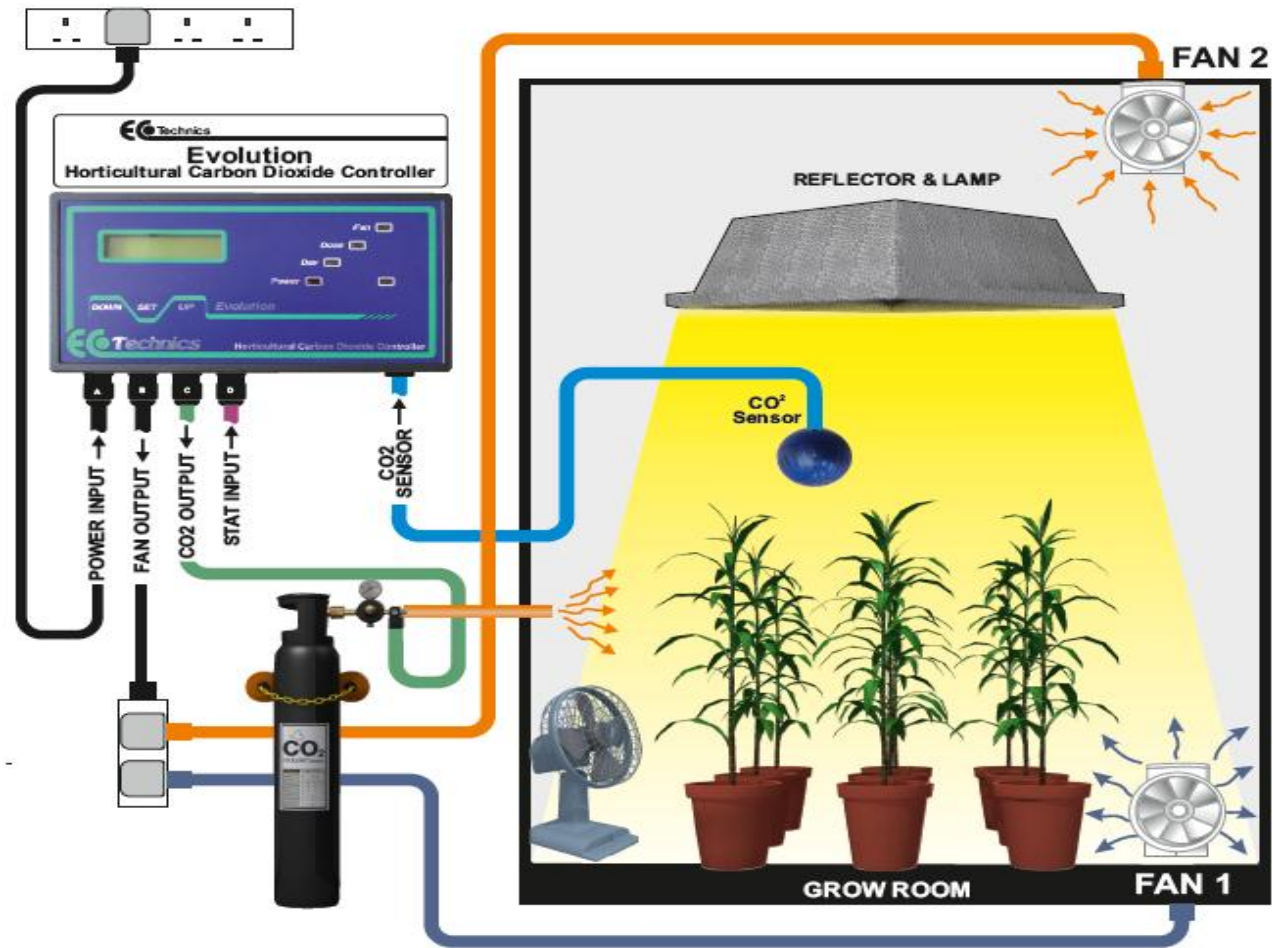 FAN 2
ECO Technics
Evolution
Horticultural Carbon Dioxide Controller
REFLECTOR & LAMP
Fan
Dose
Day
Power
DOWN SET UP Evolution
ECO Technics Horticultural Carbon Dioxide Controller
A B C D
POWER INPUT
FAN OUTPUT
CO2 OUTPUT
STAT INPUT
CO2
SENSOR
CO²
Sensor
CO₂
GROW ROOM
FAN 1